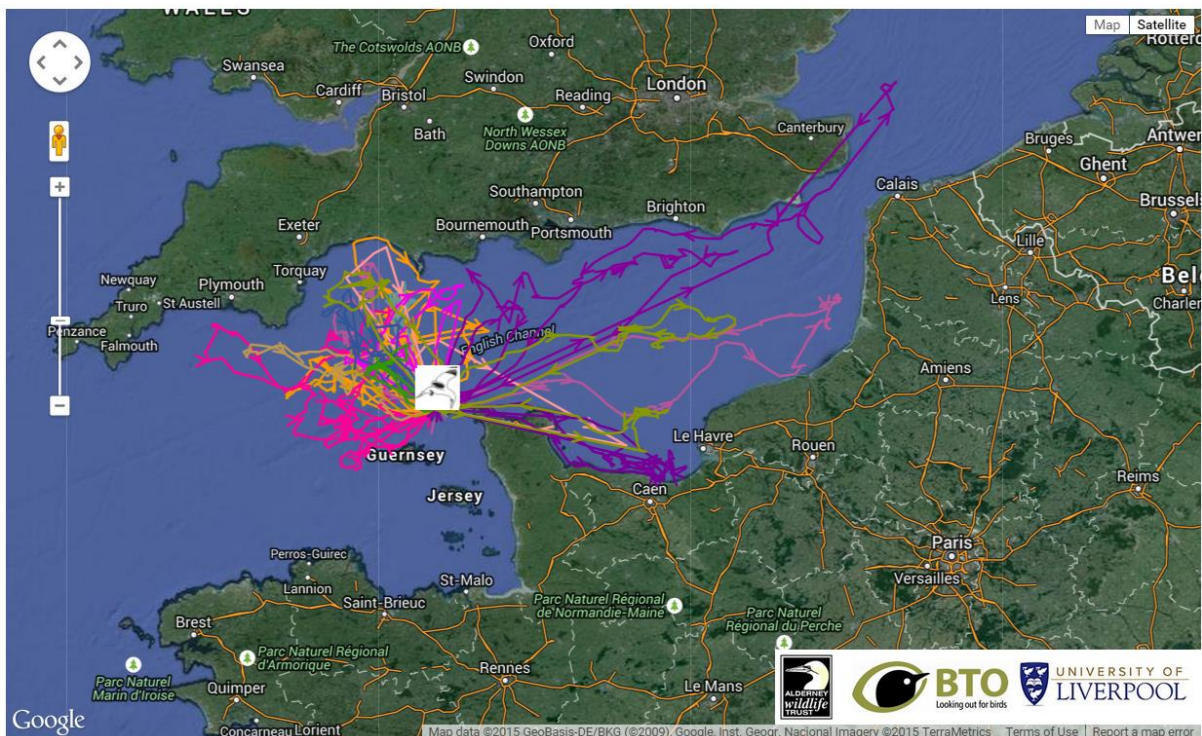 WALES
Map
Satellite
Rotterd
The Cotswolds AONB
Oxford
Swansea
Cardiff
Swindon
London
Bristol
Reading
Bath
North Wessex
Downs AONB
Canterbury
Bruges
Antwer
Ghent
Calais
Southampton
Brussels
Exeter
Bournemouth
Portsmouth
Brighton
Lille
Torquay
Newquay
Plymouth
Lens
Bel
Truro
St Austell
Charler
Penzance
Falmouth
English Channel
Amiens
Le Havre
Rouen
Guernsey
Reims
Jersey
Caen
Paris
Perros-Guirec
Versailles
Lannion
St-Malo
Saint-Brieuc
Parc Naturel Régional
de Normandie-Maine
Parc Naturel
Régional du Perche
Brest
Parc Naturel Régional
d'Armorique
Parc Naturel
Marin d'Iroise
Rennes
Quimper
Le Mans
ALDERNEY
wildlife
TRUST
BTO
Looking out for birds
UNIVERSITY OF
LIVERPOOL
Google
Concarneau
Lorient
Map data ©2015 GeoBasis-DE/BKG (©2009), Google, Inst. Geogr. Nacional Imagery ©2015 TerraMetrics
Terms of Use
Report a map error